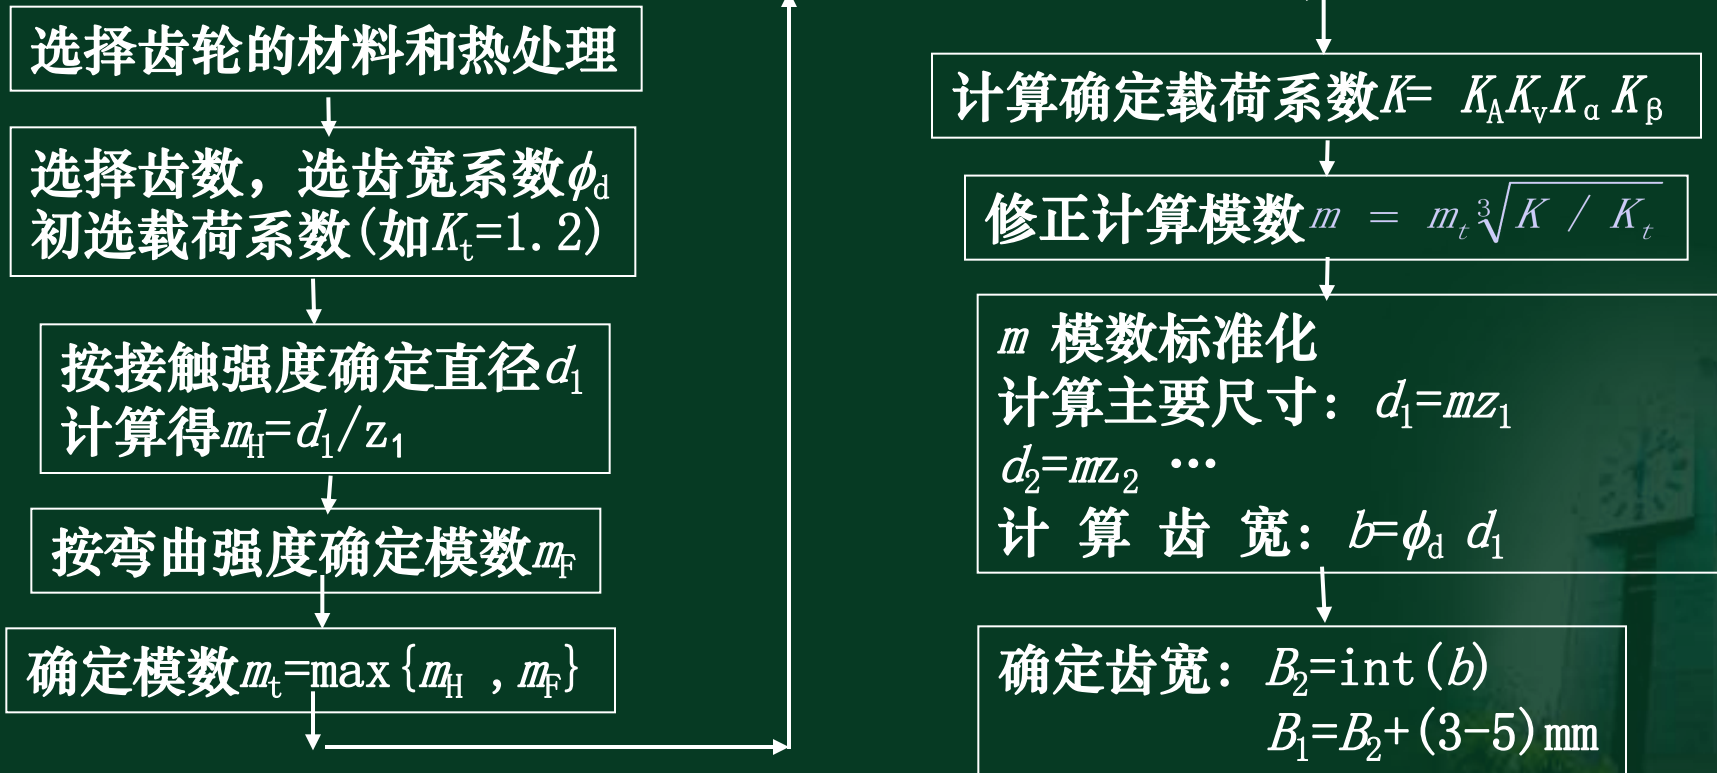 选择齿轮的材料和热处理
选择齿数，选齿宽系数ϕd
初选载荷系数(如Kt=1.2)
按接触强度确定直径d1
计算得mH=d1/z1
按弯曲强度确定模数mF
确定模数mt=max{mH ,mF}
计算确定载荷系数K= KAKvKαKβ
修正计算模数m = mt∛K / Kt
m 模数标准化
计算主要尺寸: d1=mz1
d2=mz2 …
计 算 齿 宽: b=ϕd d1
确定齿宽: B2=int(b)
B1=B2+(3-5)mm